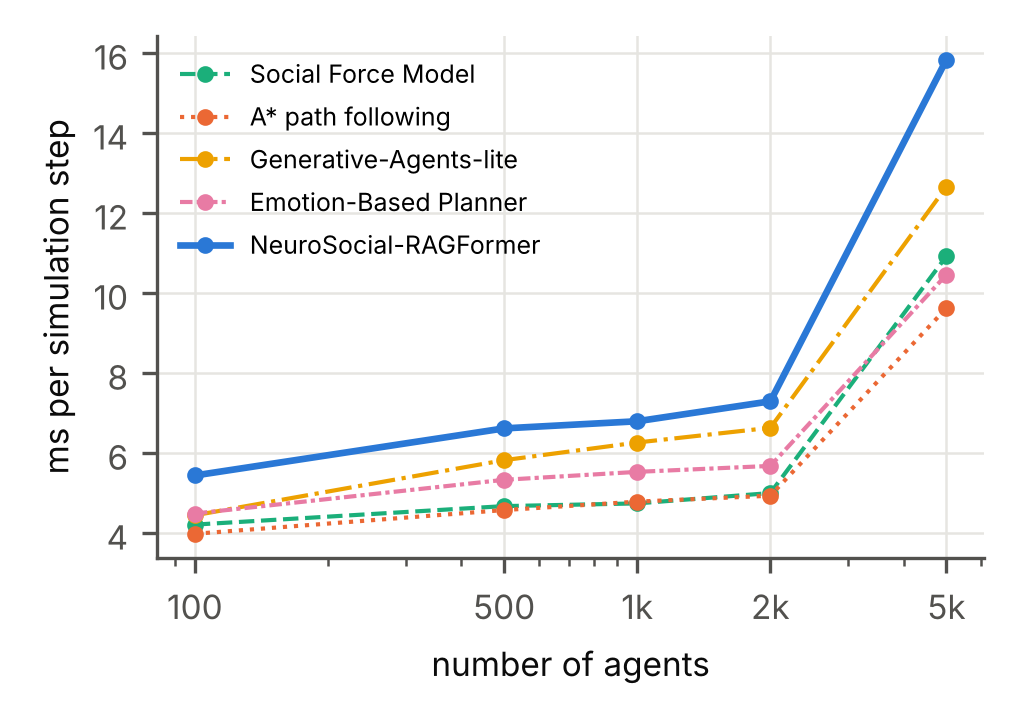 16
14
12
10
8
6
4
ms per simulation step
Social Force Model
A* path following
Generative-Agents-lite
Emotion-Based Planner
NeuroSocial-RAGFormer
100 500 1k 2k 5k
number of agents